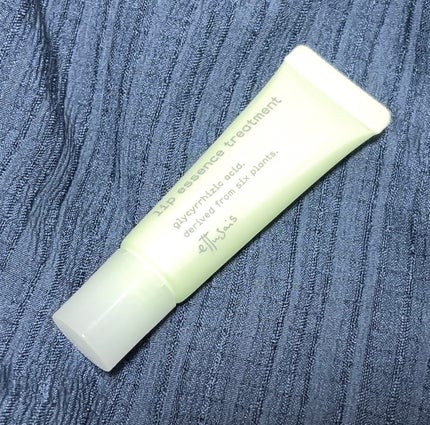 lip essence treatment
glycyrrhizic acid.
derived from six plants.
ettusais